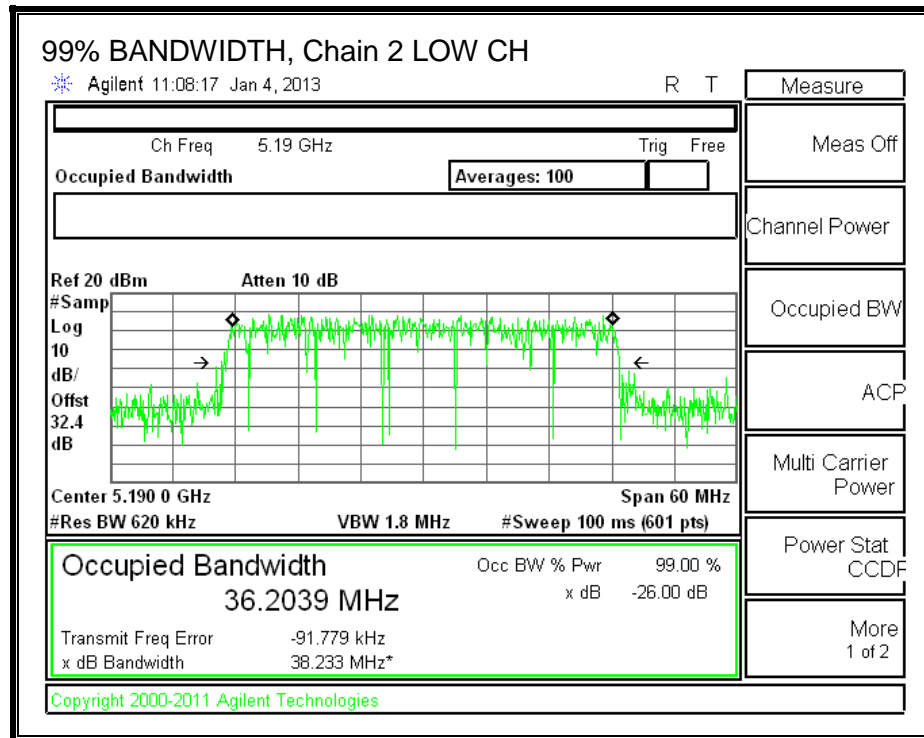 99% BANDWIDTH, Chain 2 LOW CH
Agilent 11:08:17 Jan 4, 2013 R T
Measure
Ch Freq 5.19 GHz Trig Free
Meas Off
Occupied Bandwidth Averages: 100
Channel Power
Ref 20 dBm Atten 10 dB
#Samp
Log
10
dB/
Offst
32.4
dB
Occupied BW
ACP
Center 5.190 0 GHz Span 60 MHz
#Res BW 620 kHz VBW 1.8 MHz #Sweep 100 ms (601 pts)
Multi Carrier
Power
Occupied Bandwidth
36.2039 MHz
Occ BW % Pwr 99.00 %
x dB -26.00 dB
Power Stat
CCDF
Transmit Freq Error -91.779 kHz
x dB Bandwidth 38.233 MHz*
More
1 of 2
Copyright 2000-2011 Agilent Technologies